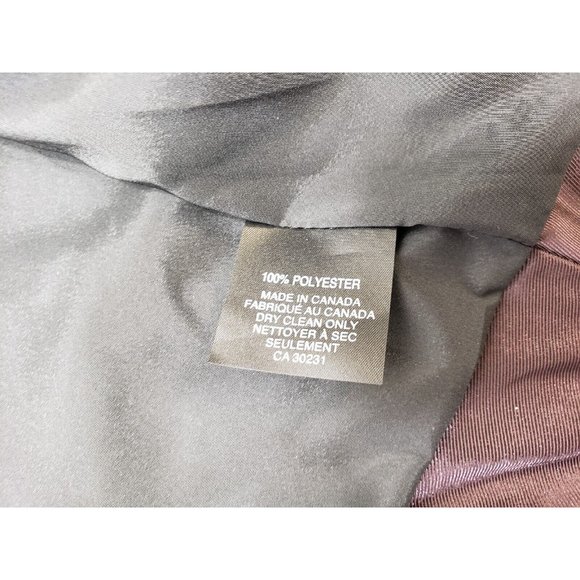 100% POLYESTER
MADE IN CANADA
FABRIQUÉ AU CANADA
DRY CLEAN ONLY
NETTOYER À SEC
SEULEMENT
CA 30231